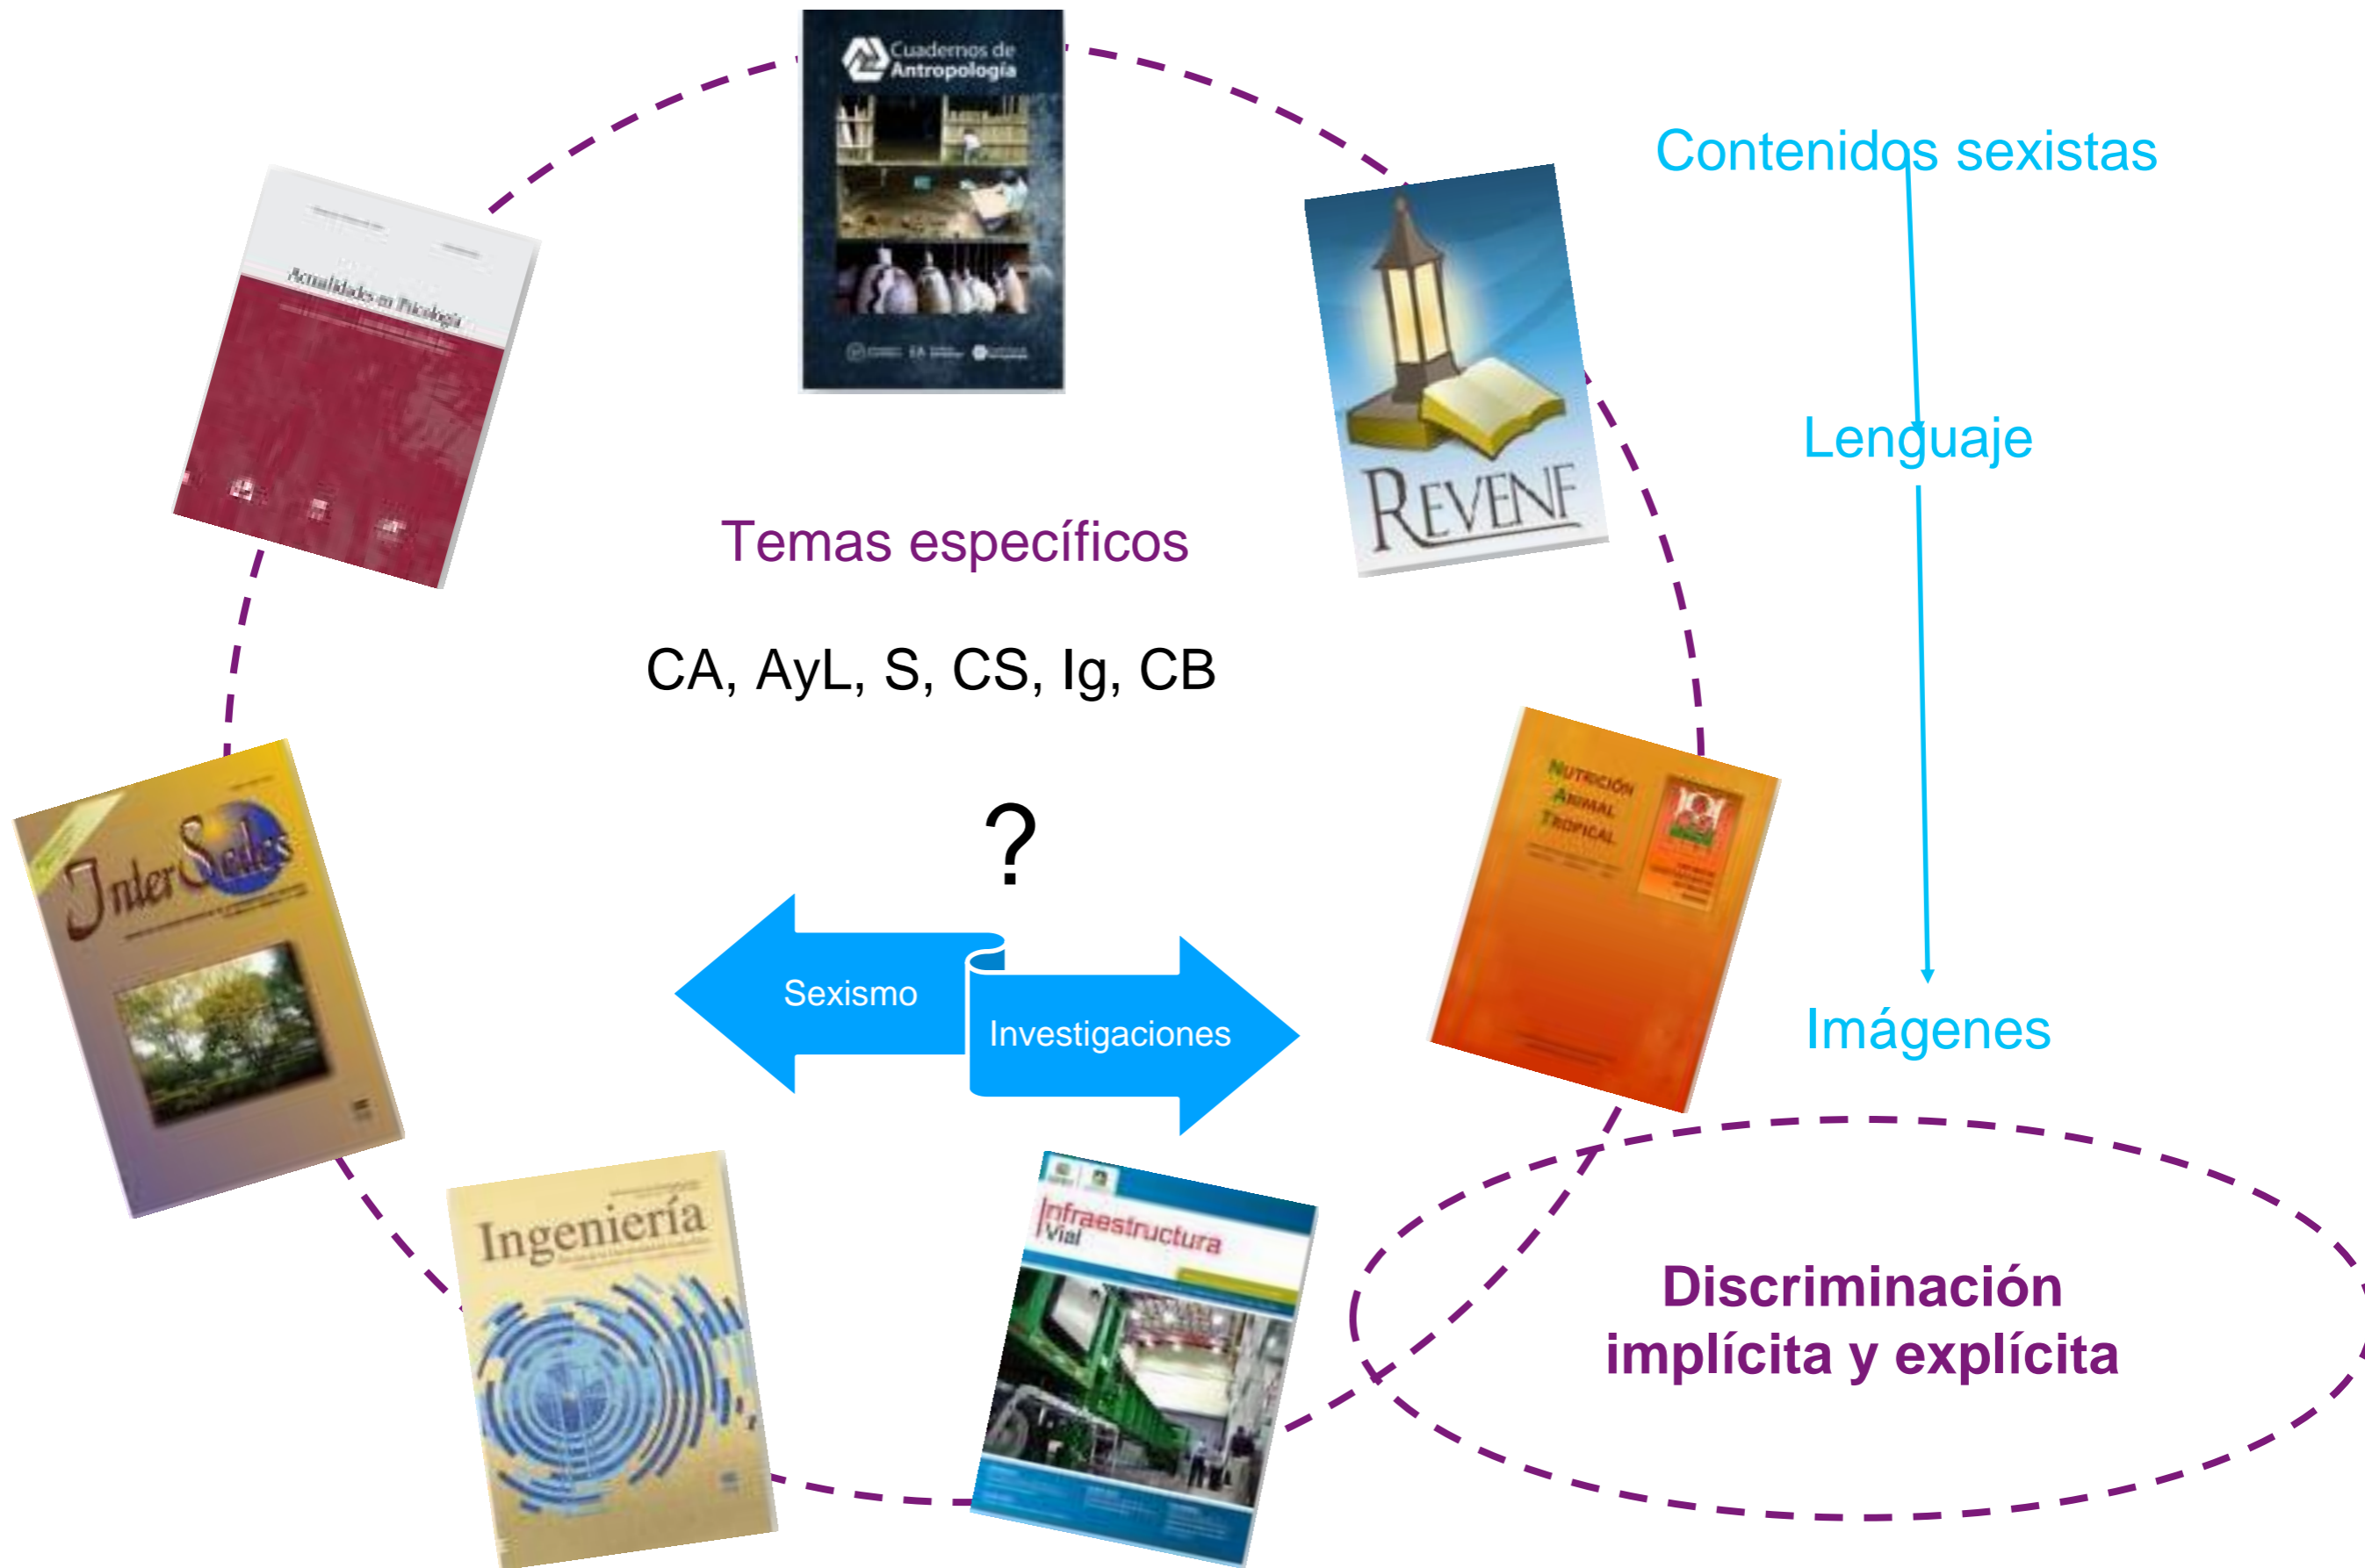 Cuadernos de
Antropología
Contenidos sexistas
Actualidades en Psicología
REVENF
Lenguaje
Temas específicos
CA, AyL, S, CS, Ig, CB
NUTRICIÓN
ANIMAL
TROPICAL
InterSedes
?
Sexismo
Investigaciones
Imágenes
Ingeniería
Infraestructura
Vial
Discriminación
implícita y explícita